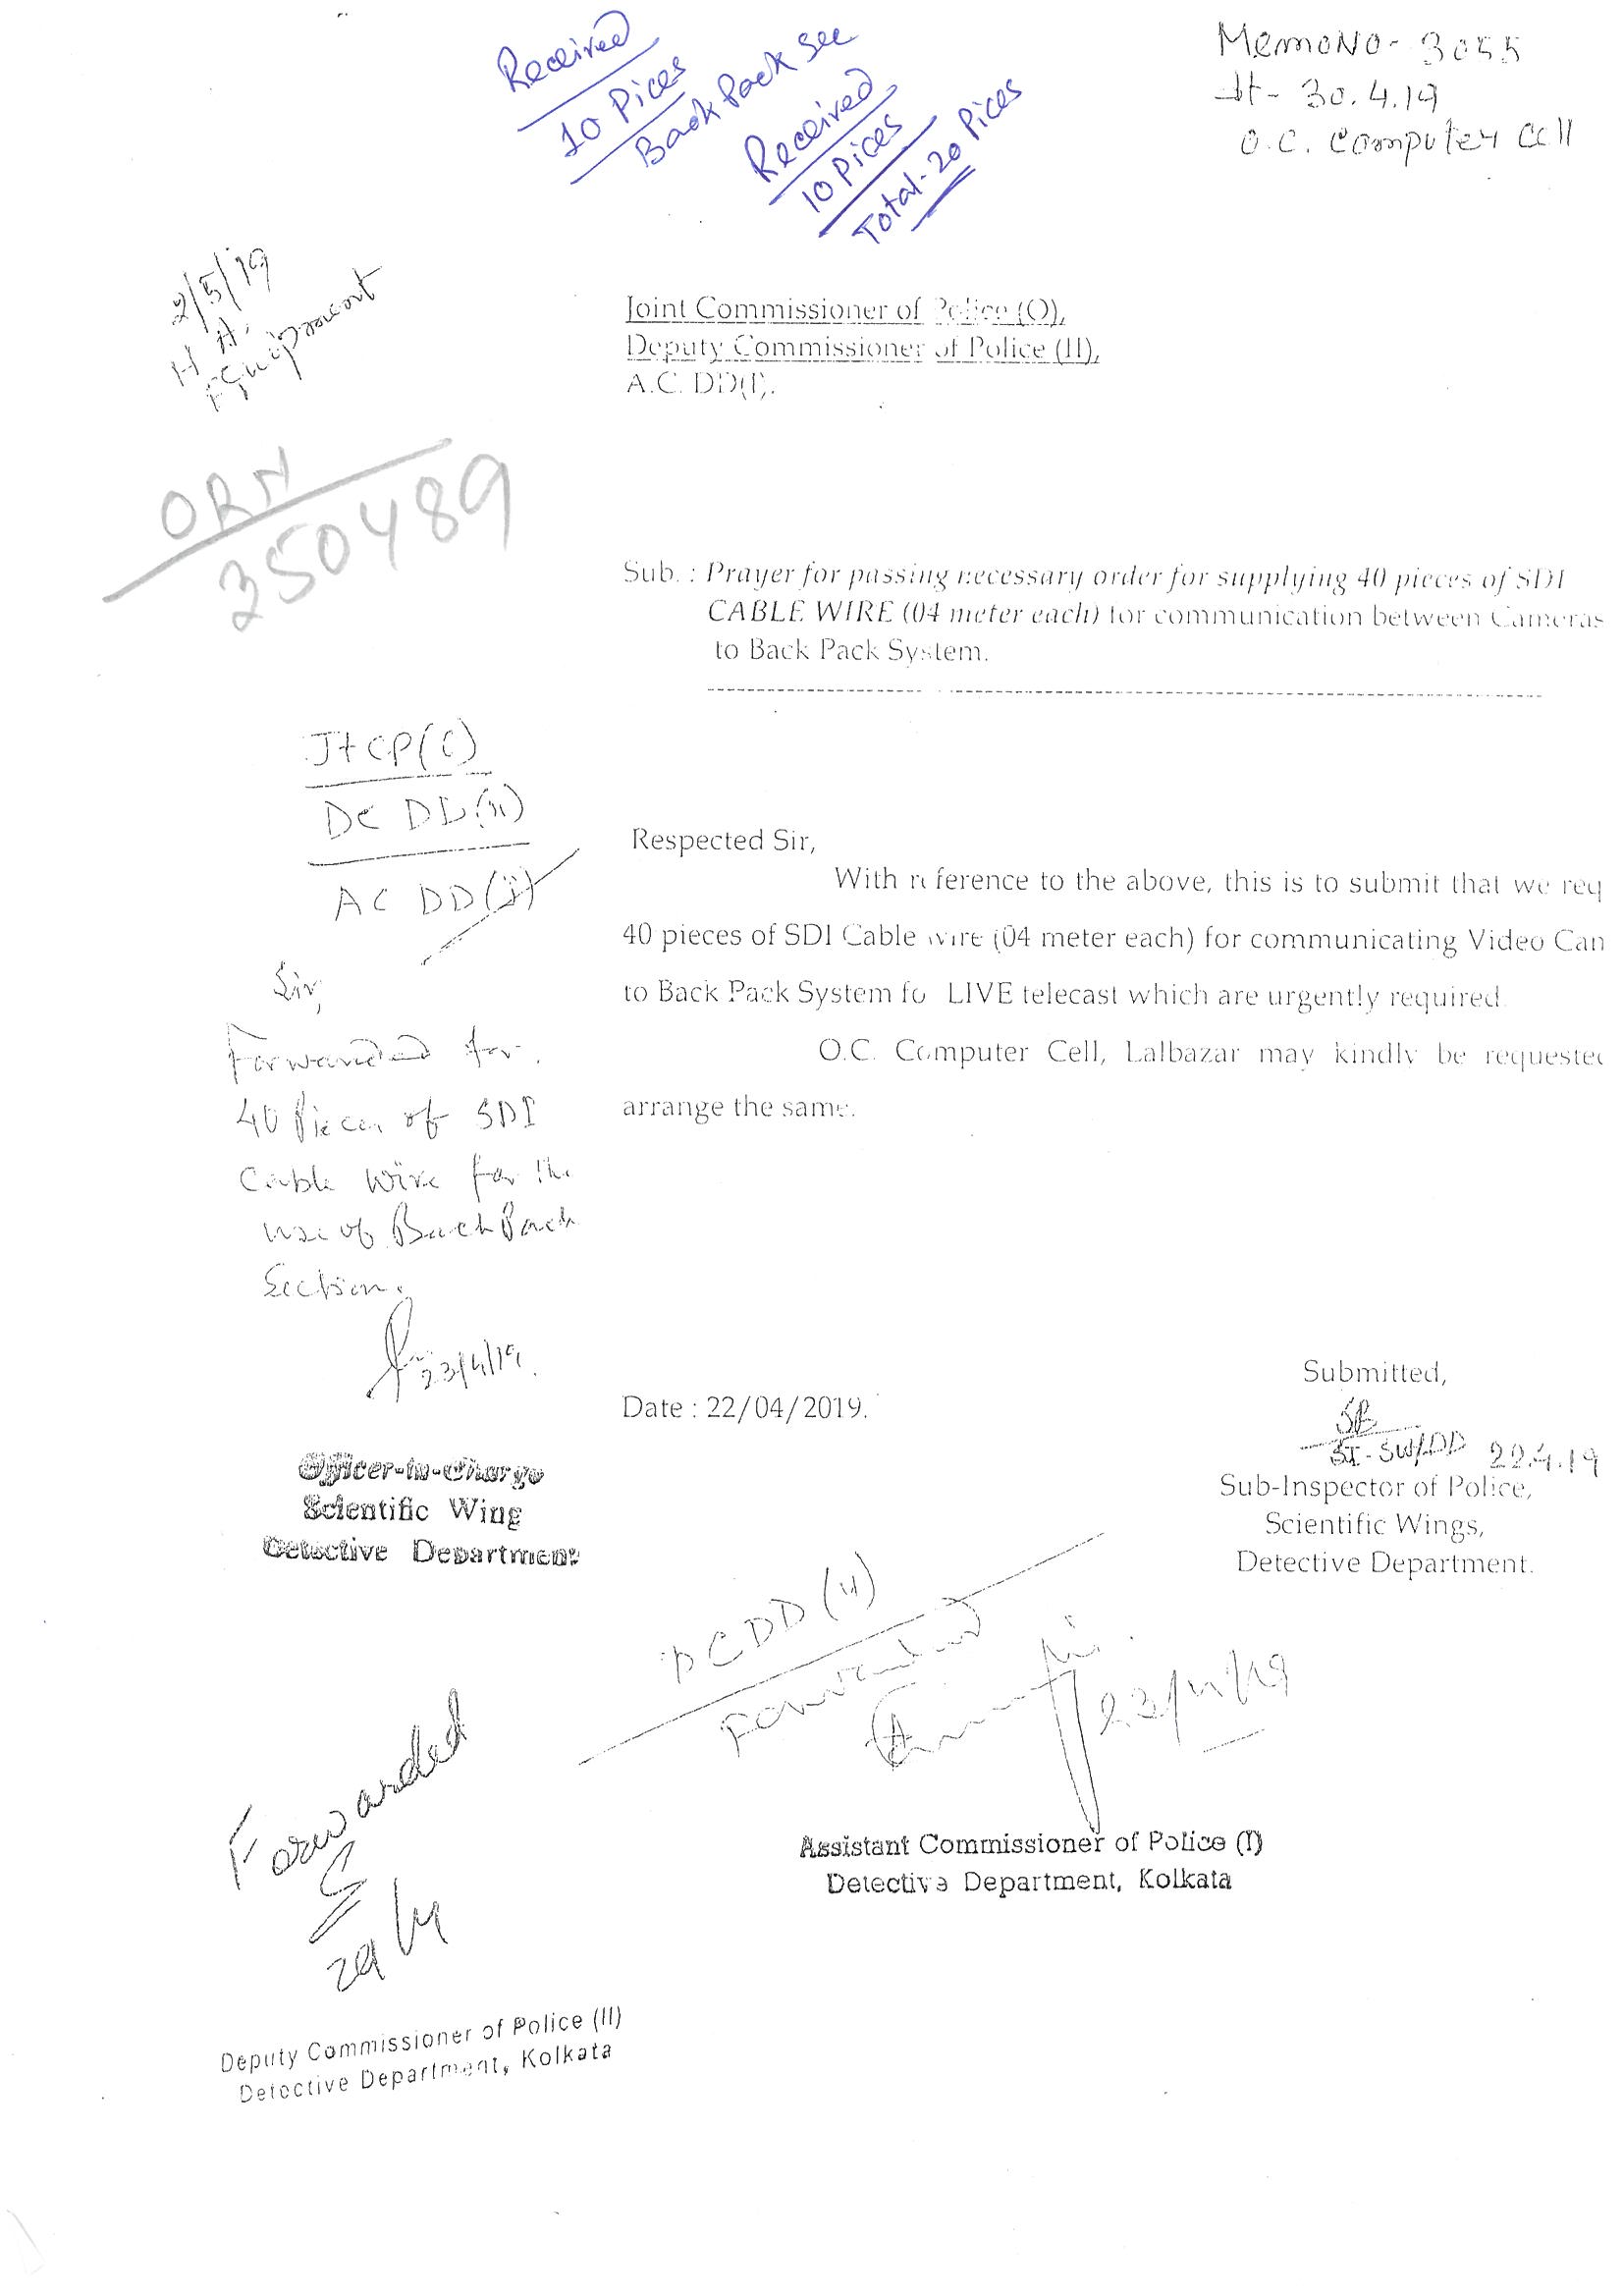 Received
10 Pices
Back Pack See
Received
10 Pices
Total-20 Pices
MemoNO- 3055
dt- 30.4.19
O.C. Computer Cell
2/5/19
H.A.
Equipment
Joint Commissioner of Police (O),
Deputy Commissioner of Police (II),
A.C. DD(I).
ORN
350489
Sub. : Prayer for passing necessary order for supplying 40 pieces of SDI
CABLE WIRE (04 meter each) for communication between Cameras
to Back Pack System.
Jt CP(C)
DC DD(II)
AC DD(I)
Respected Sir,
With reference to the above, this is to submit that we req
40 pieces of SDI Cable wire (04 meter each) for communicating Video Cam
to Back Pack System fo LIVE telecast which are urgently required.
O.C. Computer Cell, Lalbazar may kindly be requested
arrange the same.
Sir,
Forwarded for
40 Pieces of SDI
Cable Wire for the
use of Back Pack
Section.
23/4/19.
Date : 22/04/2019.
Submitted,
SI-SW/DD 22.4.19
Sub-Inspector of Police,
Scientific Wings,
Detective Department.
Officer-in-Charge
Scientific Wing
Detective Department
DCDD (II)
Forwarded
23/4/19
Assistant Commissioner of Police (I)
Detective Department, Kolkata
Forwarded
29/4
Deputy Commissioner of Police (II)
Detective Department, Kolkata